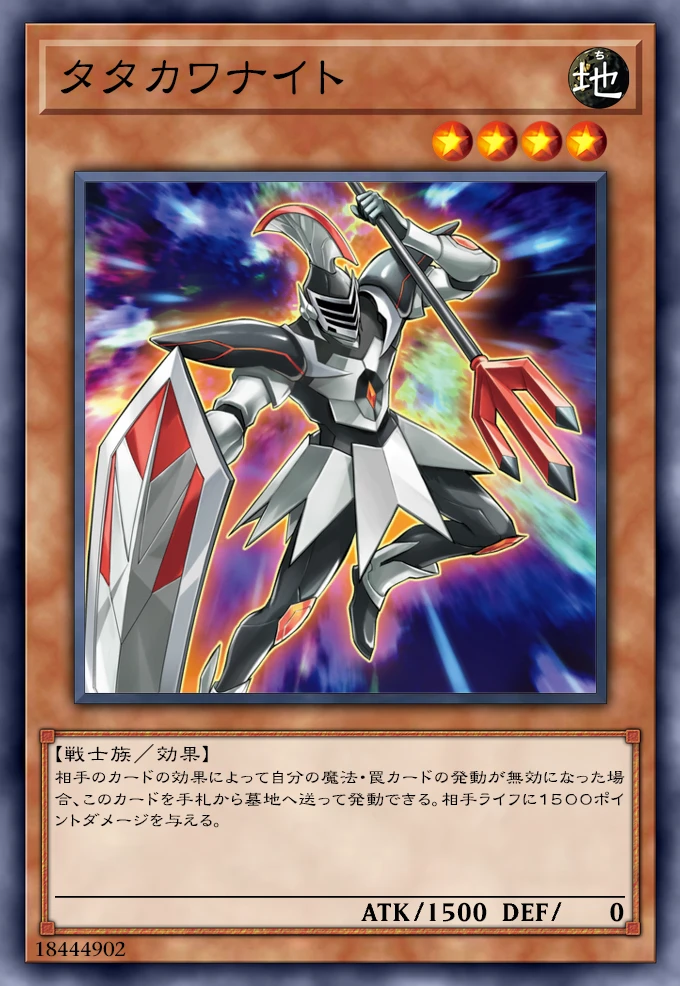 タタカワナイト
ち
地
【戦士族／効果】
相手のカードの効果によって自分の魔法・罠カードの発動が無効になった場
合、このカードを手札から墓地へ送って発動できる。相手ライフに１５００ポイ
ントダメージを与える。
ATK/1500 DEF/ 0
18444902